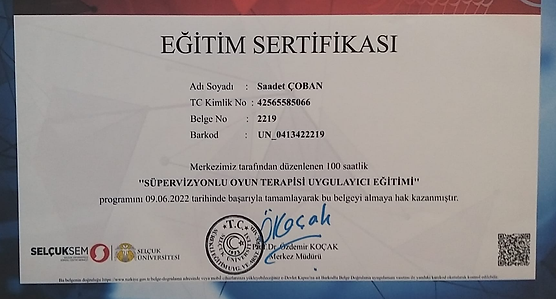 EĞİTİM SERTİFİKASI
Adı Soyadı : Saadet ÇOBAN
TC Kimlik No : 42565585066
Belge No : 2219
Barkod : UN_0413422219
Merkezimiz tarafından düzenlenen 100 saatlik
"SÜPERVİZYONLU OYUN TERAPİSİ UYGULAYICI EĞİTİMİ"
programını 09.06.2022 tarihinde başarıyla tamamlayarak bu belgeyi almaya hak kazanmıştır.
T.C.
ÖKoçak
Prof. Dr. Özdemir KOÇAK
Merkez Müdürü
SELÇUKSEM
SELÇUK
ÜNİVERSİTESİ